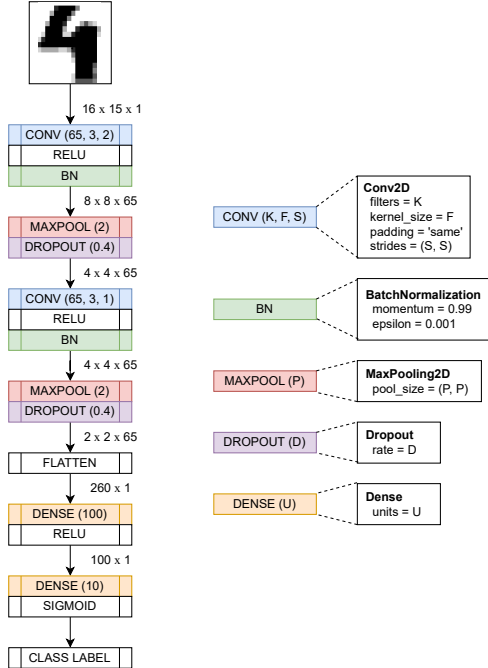 16 x 15 x 1
CONV (65, 3, 2)
RELU
BN
8 x 8 x 65
MAXPOOL (2)
DROPOUT (0.4)
4 x 4 x 65
CONV (65, 3, 1)
RELU
BN
4 x 4 x 65
MAXPOOL (2)
DROPOUT (0.4)
2 x 2 x 65
FLATTEN
260 x 1
DENSE (100)
RELU
100 x 1
DENSE (10)
SIGMOID
CLASS LABEL
CONV (K, F, S)
Conv2D
filters = K
kernel_size = F
padding = 'same'
strides = (S, S)
BN
BatchNormalization
momentum = 0.99
epsilon = 0.001
MAXPOOL (P)
MaxPooling2D
pool_size = (P, P)
DROPOUT (D)
Dropout
rate = D
DENSE (U)
Dense
units = U